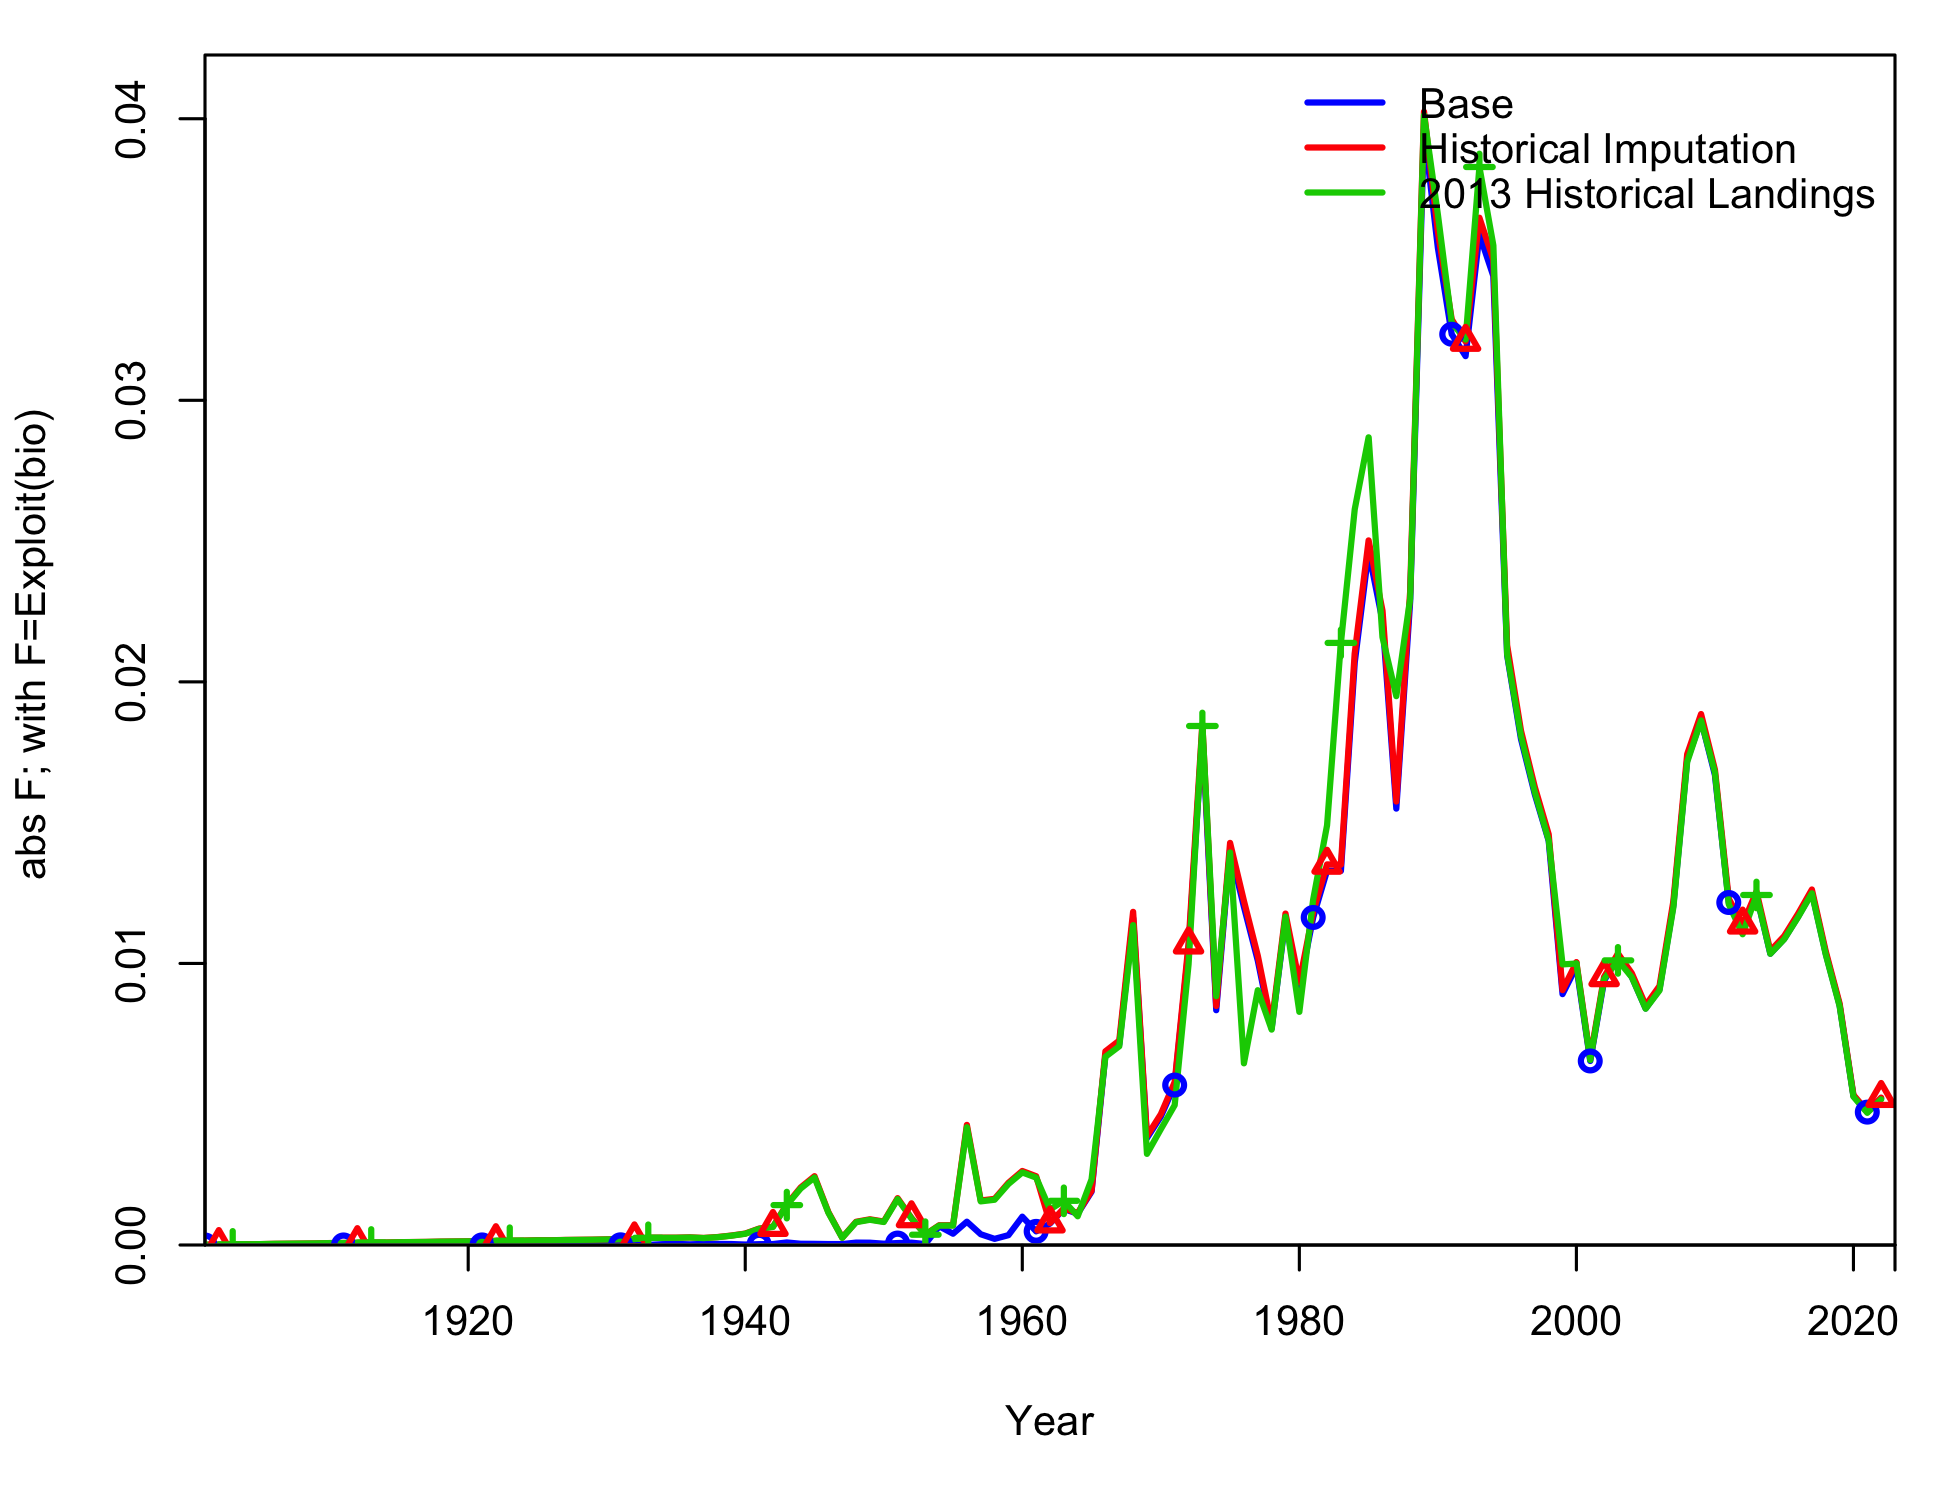 Base
Historical Imputation
2013 Historical Landings
0.04
0.03
0.02
0.01
0.00
abs F; with F=Exploit(bio)
1920 1940 1960 1980 2000 2020
Year